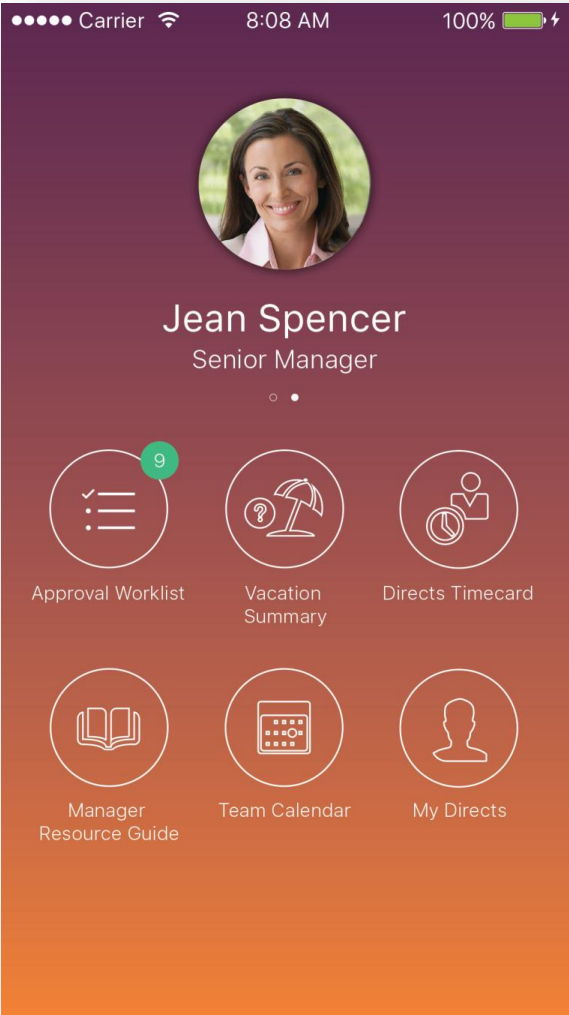 Carrier 8:08 AM 100%
Jean Spencer
Senior Manager
9
Approval Worklist
Vacation
Summary
Directs Timecard
Manager
Resource Guide
Team Calendar
My Directs